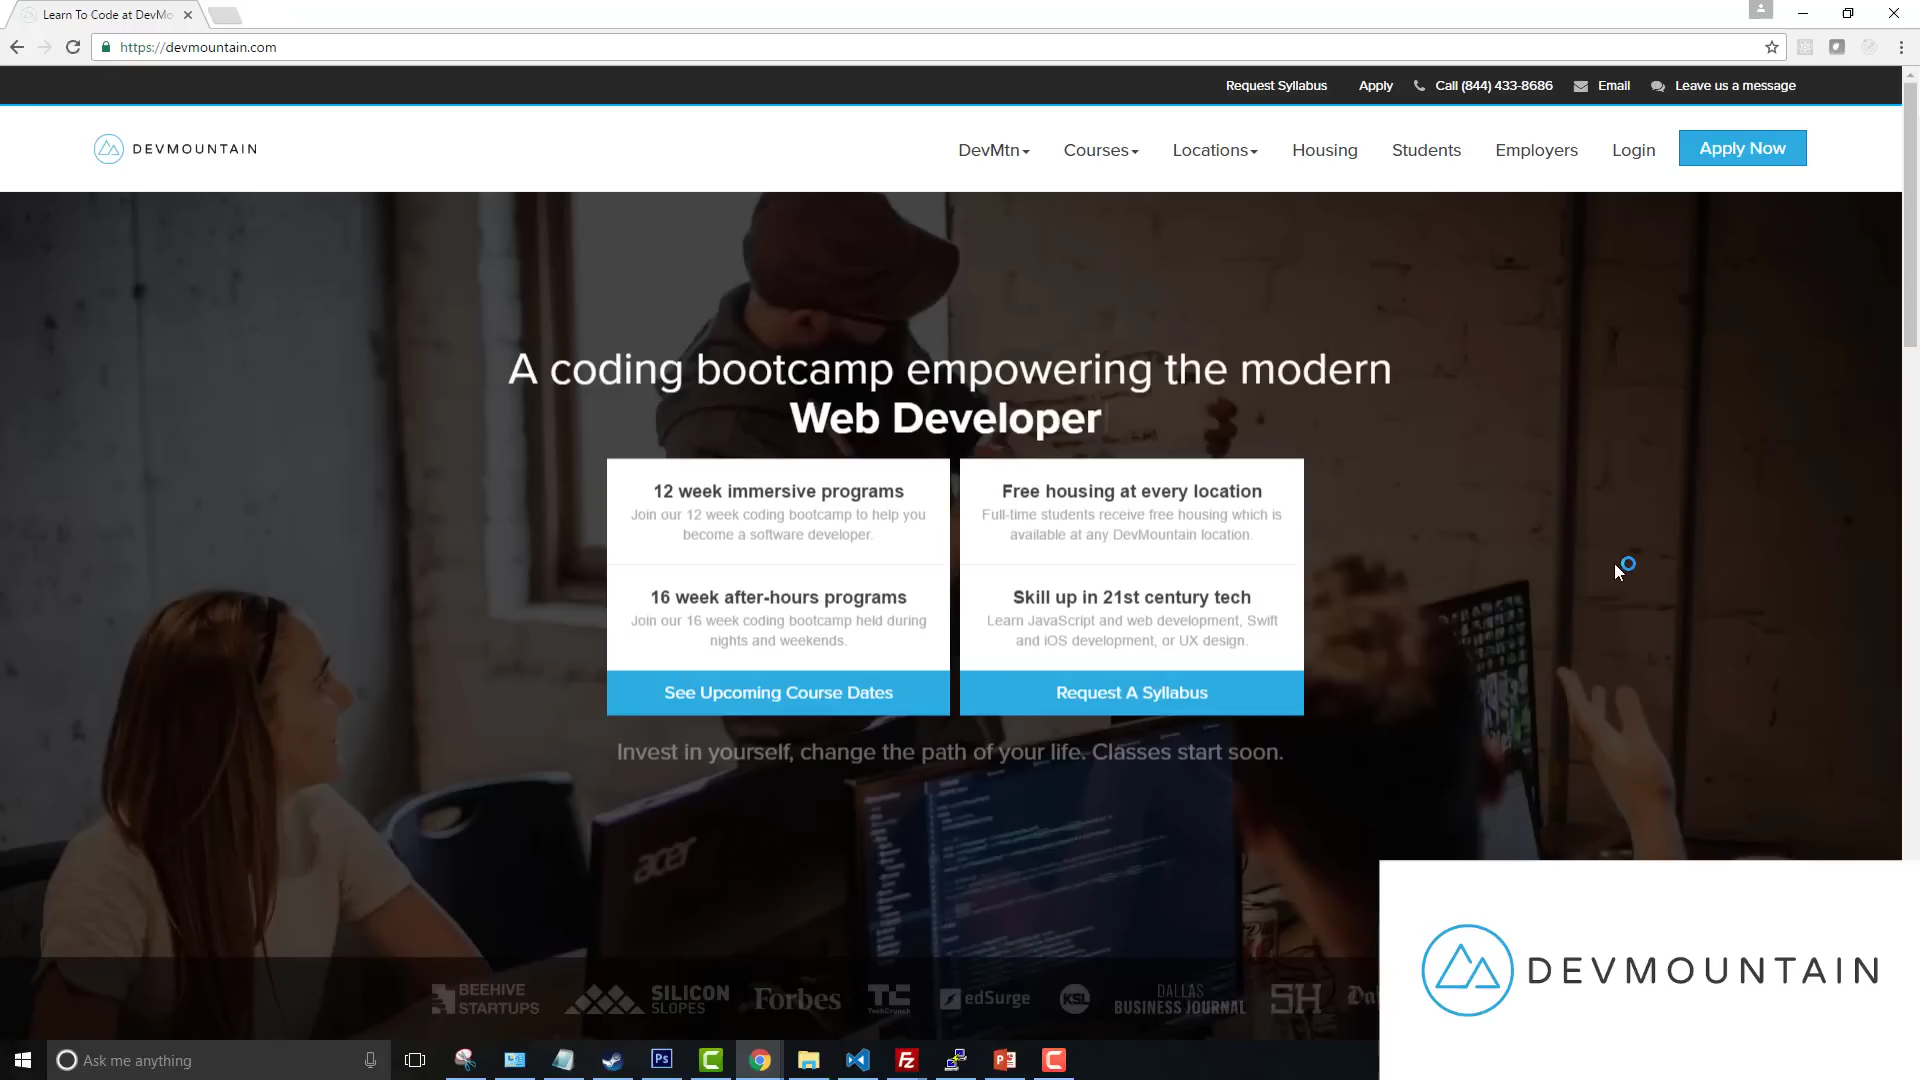 Learn To Code at DevMo
https://devmountain.com
Request Syllabus
Apply
Call (844) 433-8686
Email
Leave us a message
DEVMOUNTAIN
DevMtn
Courses
Locations
Housing
Students
Employers
Login
Apply Now
A coding bootcamp empowering the modern
Web Developer
12 week immersive programs
Join our 12 week coding bootcamp to help you
become a software developer.
16 week after-hours programs
Join our 16 week coding bootcamp held during
nights and weekends.
See Upcoming Course Dates
Free housing at every location
Full-time students receive free housing which is
available at any DevMountain location.
Skill up in 21st century tech
Learn JavaScript and web development, Swift
and iOS development, or UX design.
Request A Syllabus
Invest in yourself, change the path of your life. Classes start soon.
acer
BEEHIVE
STARTUPS
SILICON
SLOPES
Forbes
TC
TechCrunch
edSurge
KSL
DALLAS
BUSINESS JOURNAL
SH
Da
DEVMOUNTAIN
Ask me anything
Ps
C
Fz
P
C